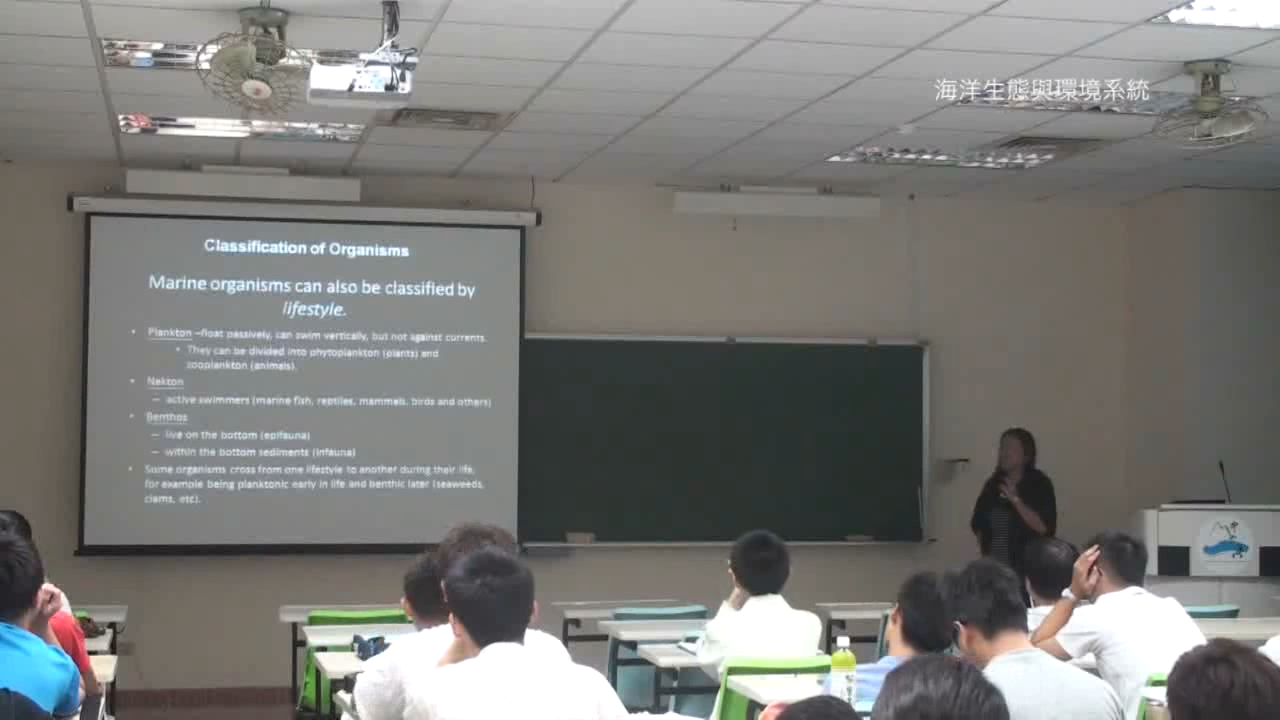 海洋生態與環境系統
Classification of Organisms
Marine organisms can also be classified by
lifestyle.
• Plankton –float passively, can swim vertically, but not against currents.
• They can be divided into phytoplankton (plants) and
zooplankton (animals).
• Nekton
– active swimmers (marine fish, reptiles, mammals, birds and others)
• Benthos
– live on the bottom (epifauna)
– within the bottom sediments (infauna)
• Some organisms cross from one lifestyle to another during their life,
for example being planktonic early in life and benthic later (seaweeds,
clams, etc).